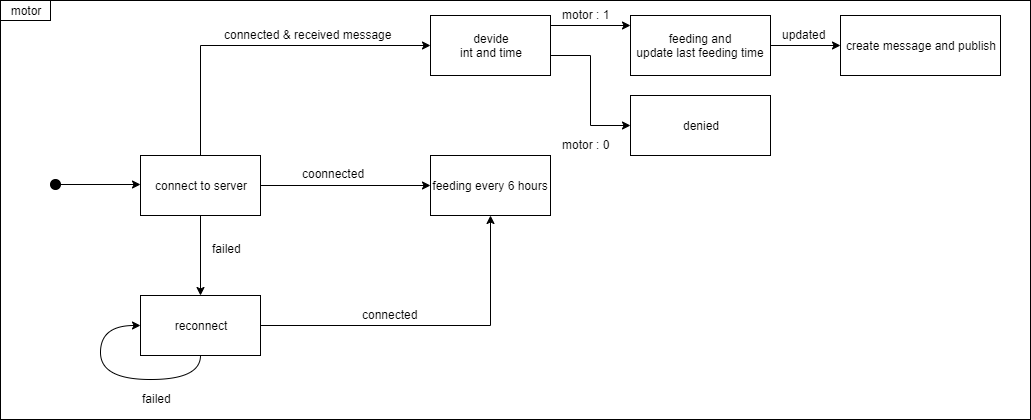 motor
connected & received message
devide
int and time
motor : 1
feeding and
update last feeding time
updated
create message and publish
motor : 0
denied
connect to server
coonnected
feeding every 6 hours
failed
reconnect
connected
failed